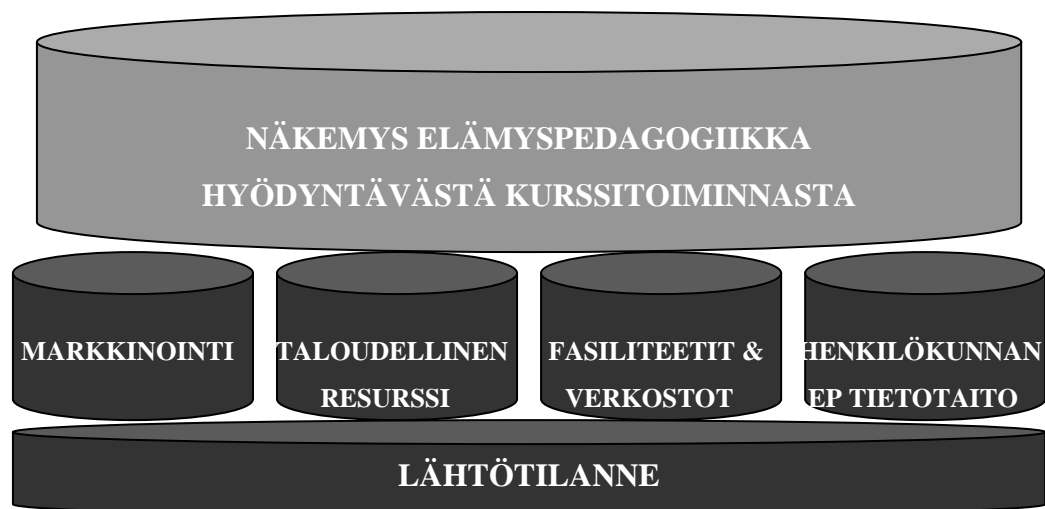 NÄKEMYS ELÄMYSPEDAGOGIIKKA
HYÖDYNTÄVÄSTÄ KURSSITOIMINNASTA
MARKKINOINTI
TALOUDELLINEN
RESURSSI
FASILITEETIT &
VERKOSTOT
HENKILÖKUNNAN
EP TIETOTAITO
LÄHTÖTILANNE